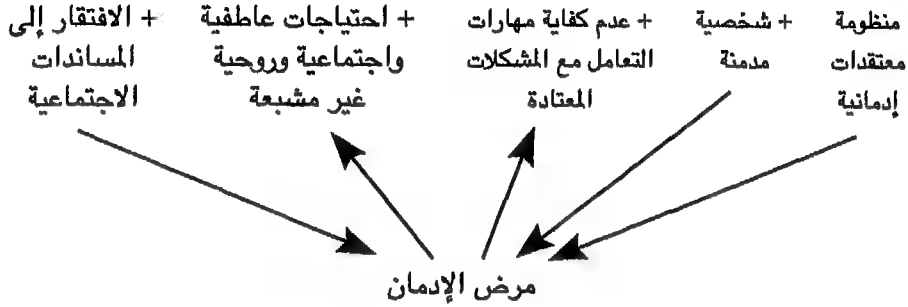 منظومة
معتقدات
إدمانية
+ شخصية
مدمنة
+ عدم كفاية مهارات
التعامل مع المشكلات
المعتادة
+ احتياجات عاطفية
واجتماعية وروحية
غير مشبعة
+ الافتقار إلى
المساندات
الاجتماعية
مرض الإدمان